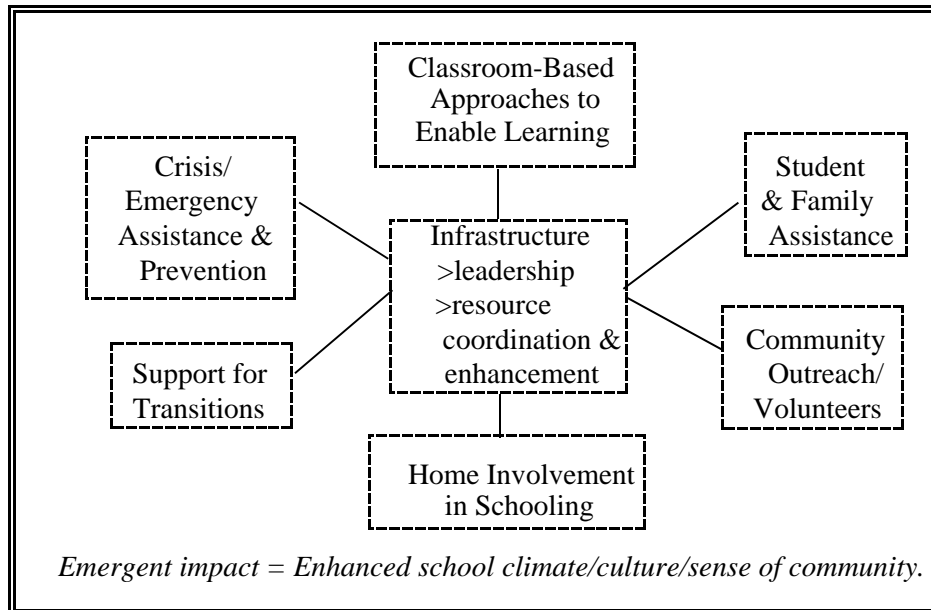 Classroom-Based
Approaches to
Enable Learning
Crisis/
Emergency
Assistance &
Prevention
Student
& Family
Assistance
Infrastructure
>leadership
>resource
coordination &
enhancement
Support for
Transitions
Community
Outreach/
Volunteers
Home Involvement
in Schooling
Emergent impact = Enhanced school climate/culture/sense of community.